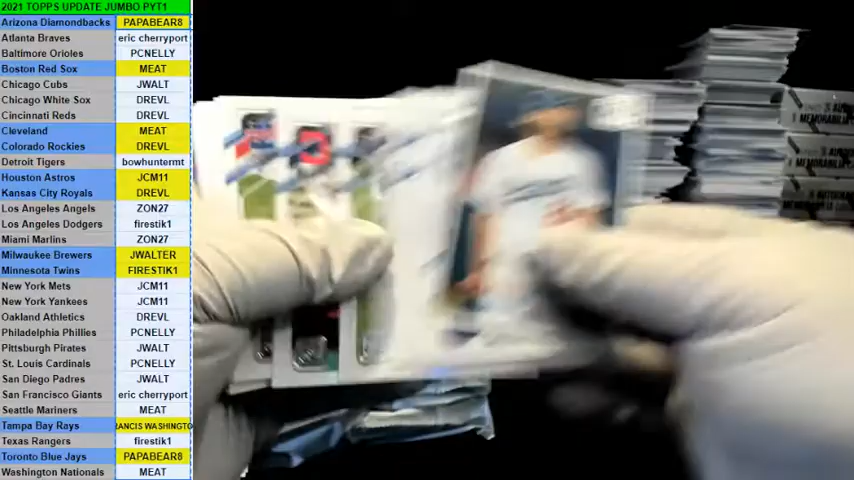 2021 TOPPS UPDATE JUMBO PYT1
Arizona Diamondbacks PAPABEAR8
Atlanta Braves eric cherryport
Baltimore Orioles PCNELLY
Boston Red Sox MEAT
Chicago Cubs JWALT
Chicago White Sox DREVL
Cincinnati Reds DREVL
Cleveland MEAT
Colorado Rockies DREVL
Detroit Tigers bowhuntermt
Houston Astros JCM11
Kansas City Royals DREVL
Los Angeles Angels ZON27
Los Angeles Dodgers firestik1
Miami Marlins ZON27
Milwaukee Brewers JWALTER
Minnesota Twins FIRESTIK1
New York Mets JCM11
New York Yankees JCM11
Oakland Athletics DREVL
Philadelphia Phillies PCNELLY
Pittsburgh Pirates JWALT
St. Louis Cardinals PCNELLY
San Diego Padres JWALT
San Francisco Giants eric cherryport
Seattle Mariners MEAT
Tampa Bay Rays RANCIS WASHINGTO
Texas Rangers firestik1
Toronto Blue Jays PAPABEAR8
Washington Nationals MEAT